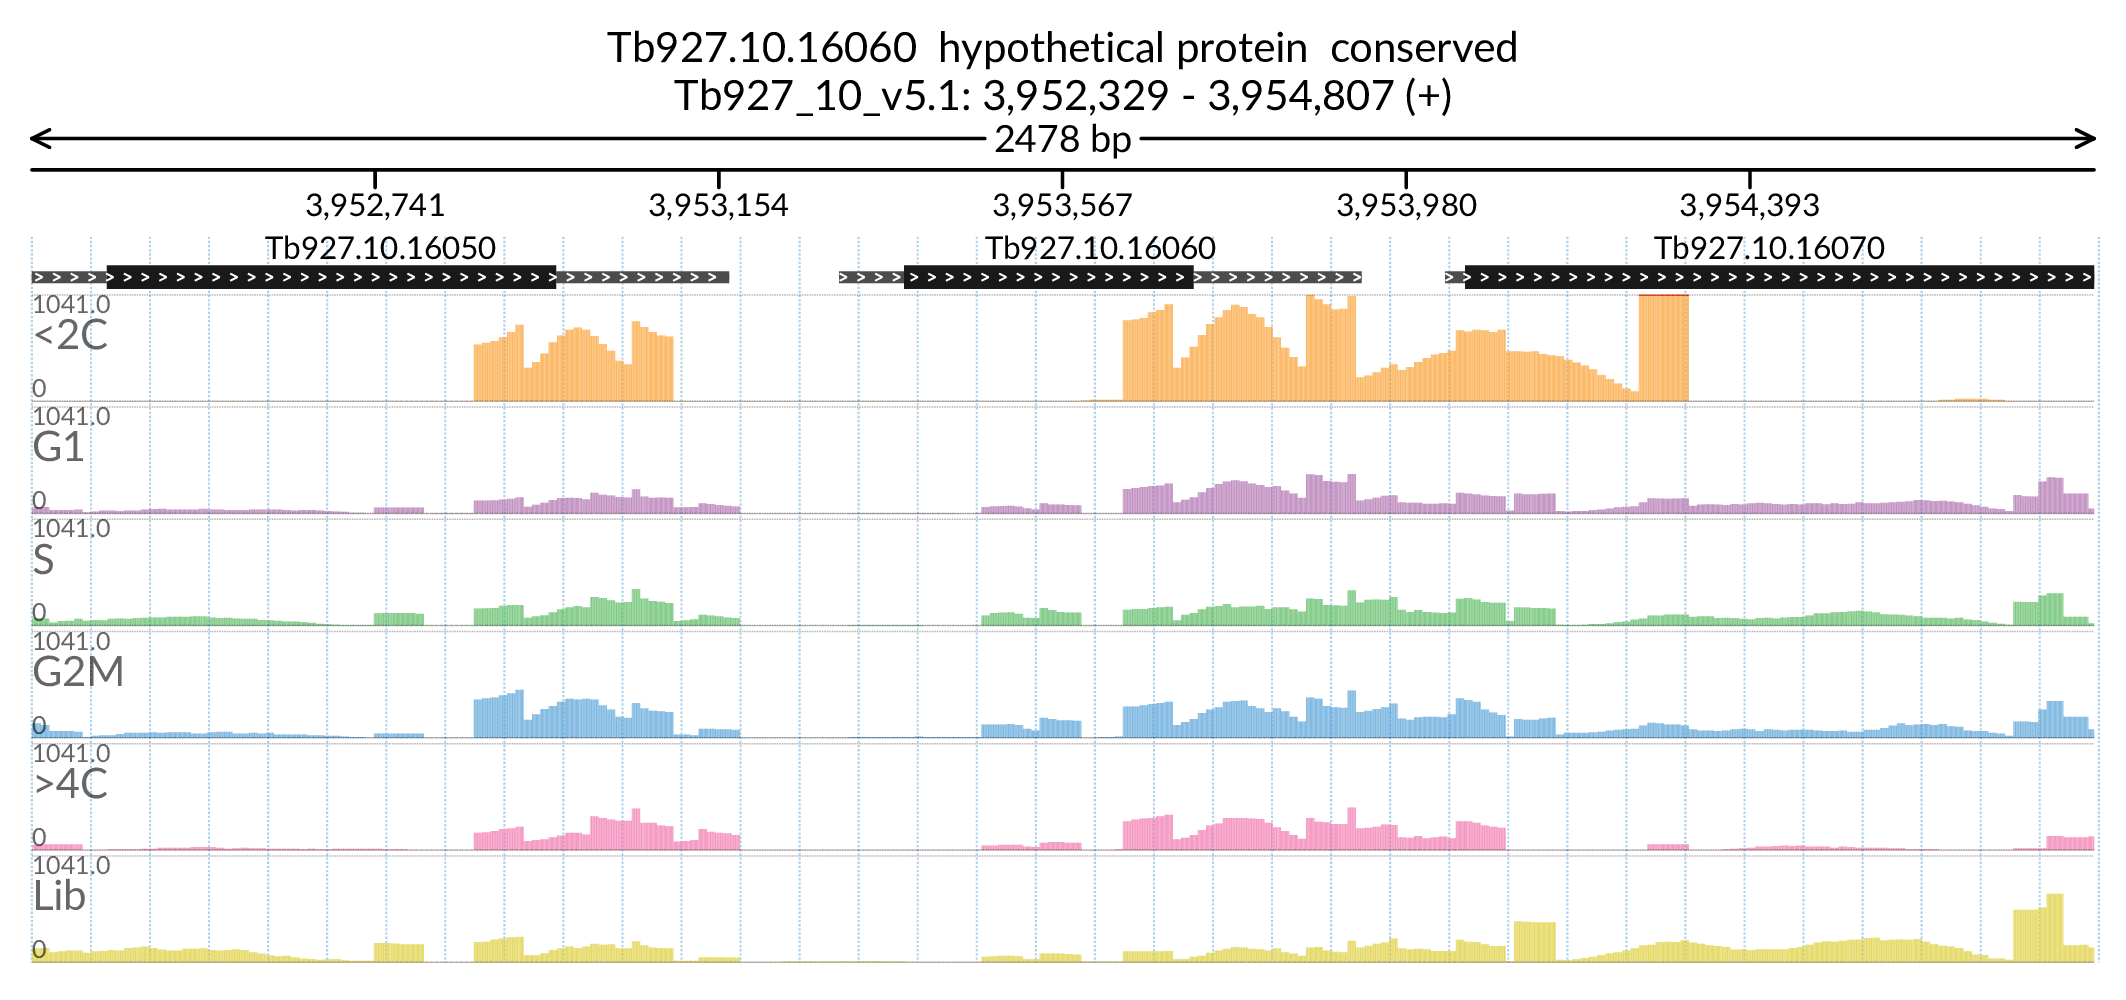 Tb927.10.16060  hypothetical protein  conserved
Tb927_10_v5.1: 3,952,329 - 3,954,807 (+)
2478 bp
3,952,741 3,953,154 3,953,567 3,953,980 3,954,393
Tb927.10.16050 Tb927.10.16060 Tb927.10.16070
1041.0
<2C
0
1041.0
G1
0
1041.0
S
0
1041.0
G2M
0
1041.0
>4C
0
1041.0
Lib
0